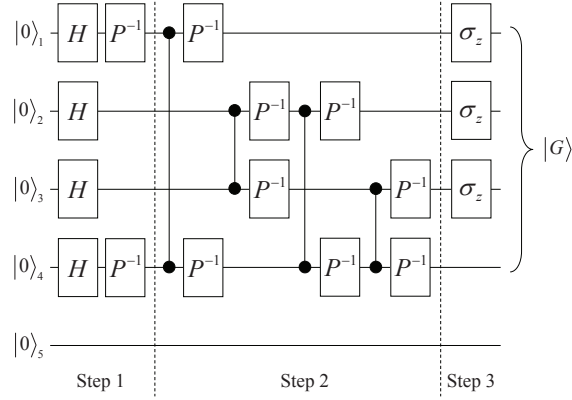 |0⟩₁ H P⁻¹ P⁻¹ σ_z
|0⟩₂ H P⁻¹ P⁻¹ σ_z
|G⟩
|0⟩₃ H P⁻¹ P⁻¹ σ_z
|0⟩₄ H P⁻¹ P⁻¹ P⁻¹ P⁻¹
|0⟩₅
Step 1 Step 2 Step 3